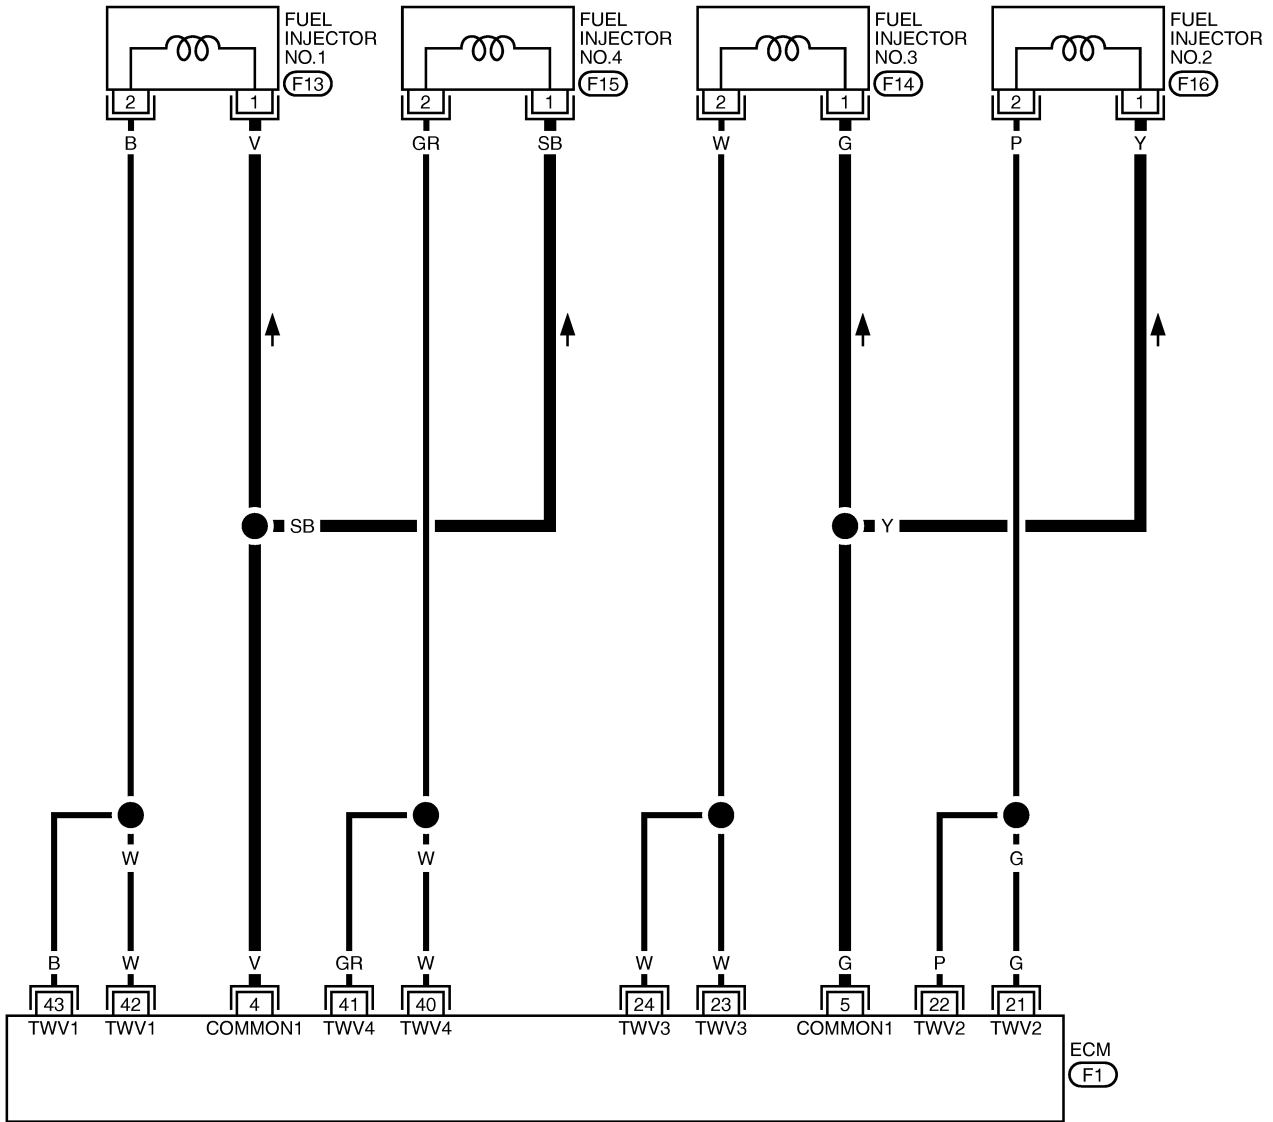 FUEL
INJECTOR
NO.1
F13
FUEL
INJECTOR
NO.4
F15
FUEL
INJECTOR
NO.3
F14
FUEL
INJECTOR
NO.2
F16
2 1 2 1 2 1 2 1
B V GR SB W G P Y
SB Y
W W G
B W V GR W W W G P G
43 42 4 41 40 24 23 5 22 21
TWV1 TWV1 COMMON1 TWV4 TWV4 TWV3 TWV3 COMMON1 TWV2 TWV2
ECM
F1